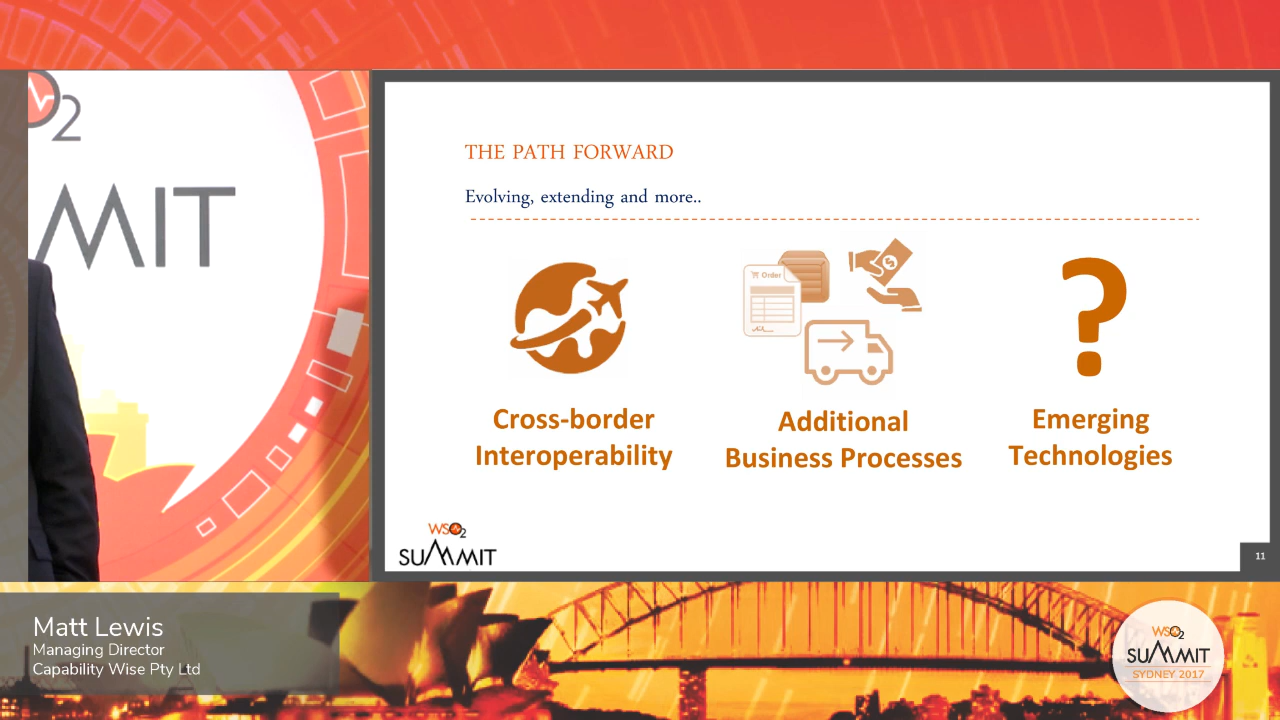 2
MIT
THE PATH FORWARD
Evolving, extending and more..
Order
$
?
Cross-border
Interoperability
Additional
Business Processes
Emerging
Technologies
WSO2
SUMMIT
11
Matt Lewis
Managing Director
Capability Wise Pty Ltd
WSO2
SUMMIT
SYDNEY 2017